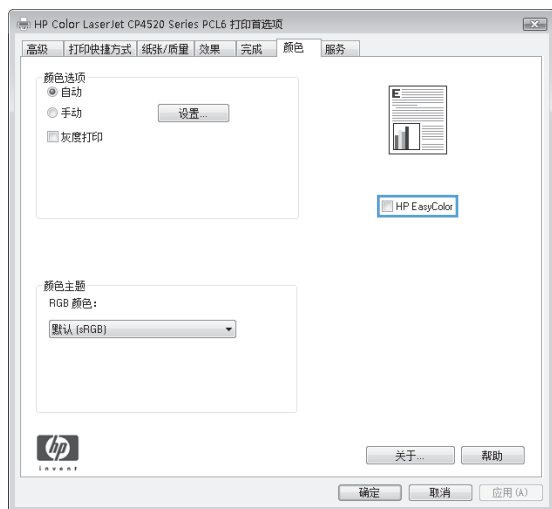 HP Color LaserJet CP4520 Series PCL6 打印首选项
高级 打印快捷方式 纸张/质量 效果 完成 颜色 服务
颜色选项
自动
手动 设置...
灰度打印
E
HP EasyColor
颜色主题
RGB 颜色：
默认 (sRGB)
hp
invent
关于... 帮助
确定 取消 应用 (A)